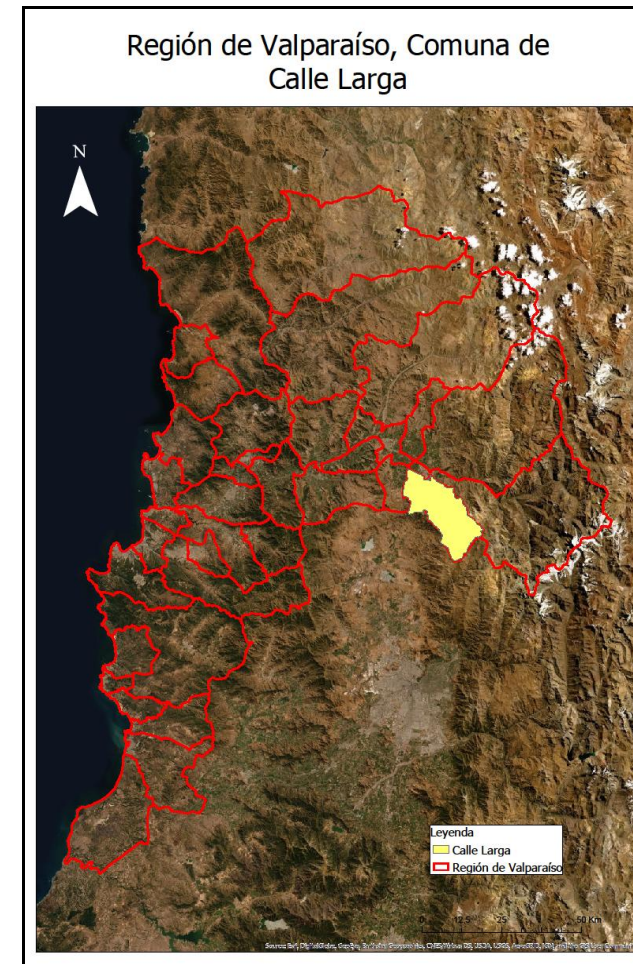 Región de Valparaíso, Comuna de
Calle Larga
N
Leyenda
Calle Larga
Región de Valparaíso
0 12,5 25 50 Km